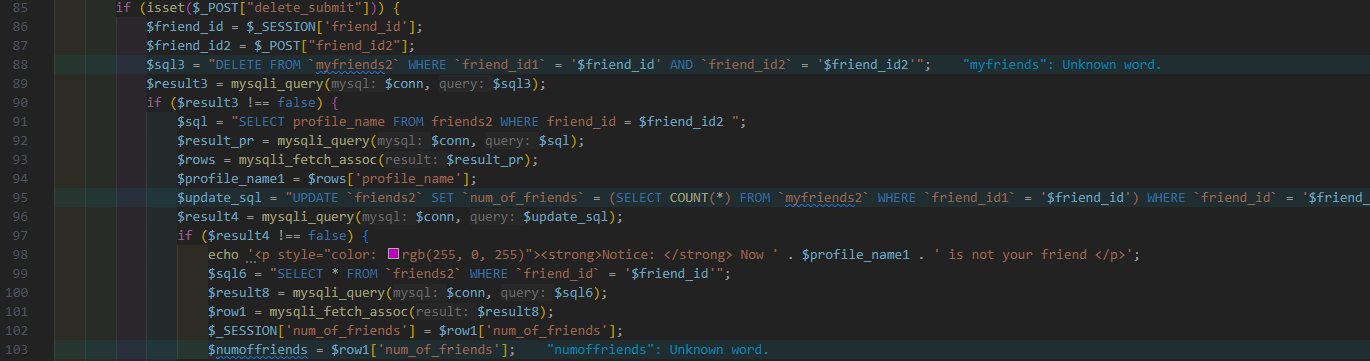 85 if (isset($_POST["delete_submit"])) {
86 $friend_id = $_SESSION['friend_id'];
87 $friend_id2 = $_POST["friend_id2"];
88 $sql3 = "DELETE FROM `myfriends2` WHERE `friend_id1` = '$friend_id' AND `friend_id2` = '$friend_id2'"; "myfriends": Unknown word.
89 $result3 = mysqli_query(mysql: $conn, query: $sql3);
90 if ($result3 !== false) {
91 $sql = "SELECT profile_name FROM friends2 WHERE friend_id = $friend_id2 ";
92 $result_pr = mysqli_query(mysql: $conn, query: $sql);
93 $rows = mysqli_fetch_assoc(result: $result_pr);
94 $profile_name1 = $rows['profile_name'];
95 $update_sql = "UPDATE `friends2` SET `num_of_friends` = (SELECT COUNT(*) FROM `myfriends2` WHERE `friend_id1` = '$friend_id') WHERE `friend_id` = '$friend_
96 $result4 = mysqli_query(mysql: $conn, query: $update_sql);
97 if ($result4 !== false) {
98 echo '<p style="color: rgb(255, 0, 255)"><strong>Notice: </strong> Now ' . $profile_name1 . ' is not your friend </p>';
99 $sql6 = "SELECT * FROM `friends2` WHERE `friend_id` = '$friend_id'";
100 $result8 = mysqli_query(mysql: $conn, query: $sql6);
101 $row1 = mysqli_fetch_assoc(result: $result8);
102 $_SESSION['num_of_friends'] = $row1['num_of_friends'];
103 $numoffriends = $row1['num_of_friends']; "numoffriends": Unknown word.